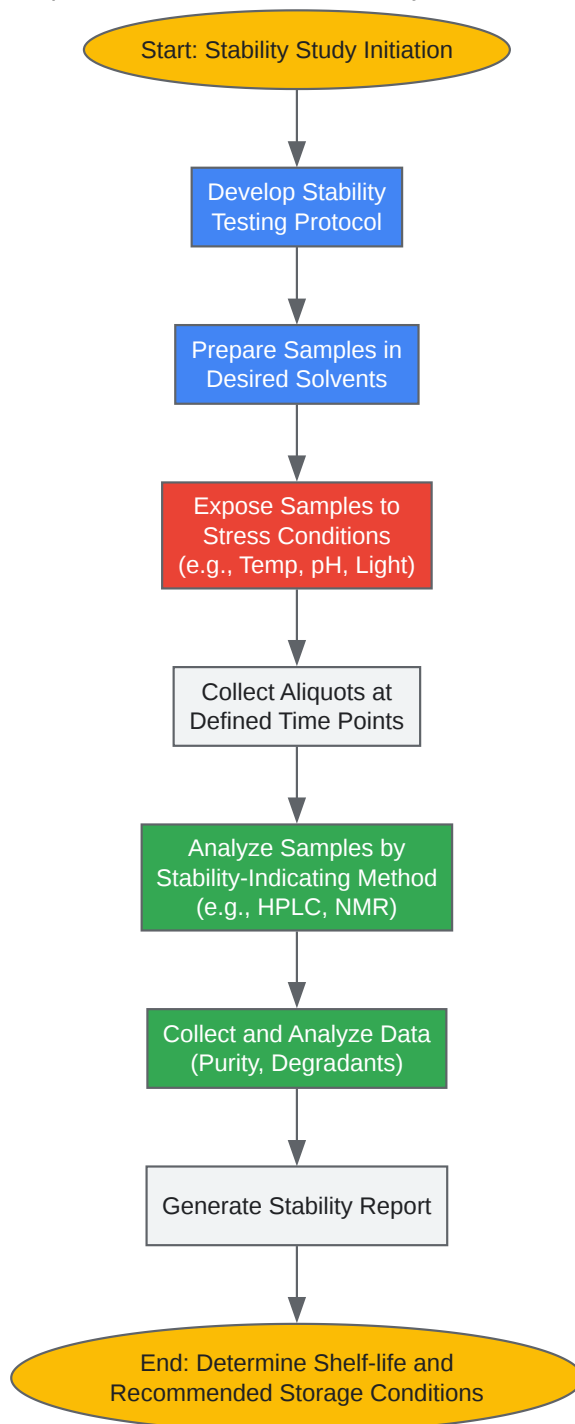 Start: Stability Study Initiation
Develop Stability
Testing Protocol
Prepare Samples in
Desired Solvents
Expose Samples to
Stress Conditions
(e.g., Temp, pH, Light)
Collect Aliquots at
Defined Time Points
Analyze Samples by
Stability-Indicating Method
(e.g., HPLC, NMR)
Collect and Analyze Data
(Purity, Degradants)
Generate Stability Report
End: Determine Shelf-life and
Recommended Storage Conditions